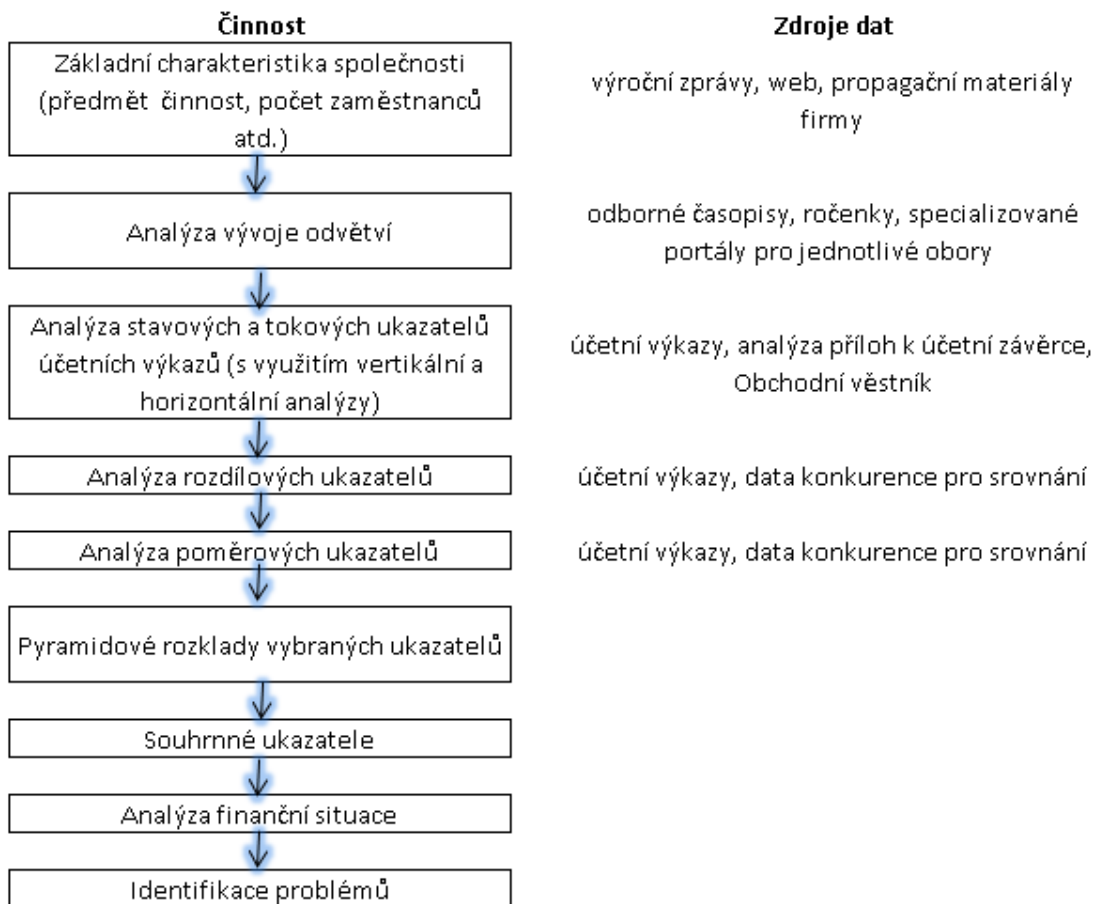 Činnost
Zdroje dat
Základní charakteristika společnosti
(předmět činnost, počet zaměstnanců
atd.)
výroční zprávy, web, propagační materiály
firmy
Analýza vývoje odvětví
odborné časopisy, ročenky, specializované
portály pro jednotlivé obory
Analýza stavových a tokových ukazatelů
účetních výkazů (s využitím vertikální a
horizontální analýzy)
účetní výkazy, analýza příloh k účetní závěrce,
Obchodní věstník
Analýza rozdílových ukazatelů
účetní výkazy, data konkurence pro srovnání
Analýza poměrových ukazatelů
účetní výkazy, data konkurence pro srovnání
Pyramidové rozklady vybraných ukazatelů
Souhrnné ukazatele
Analýza finanční situace
Identifikace problémů